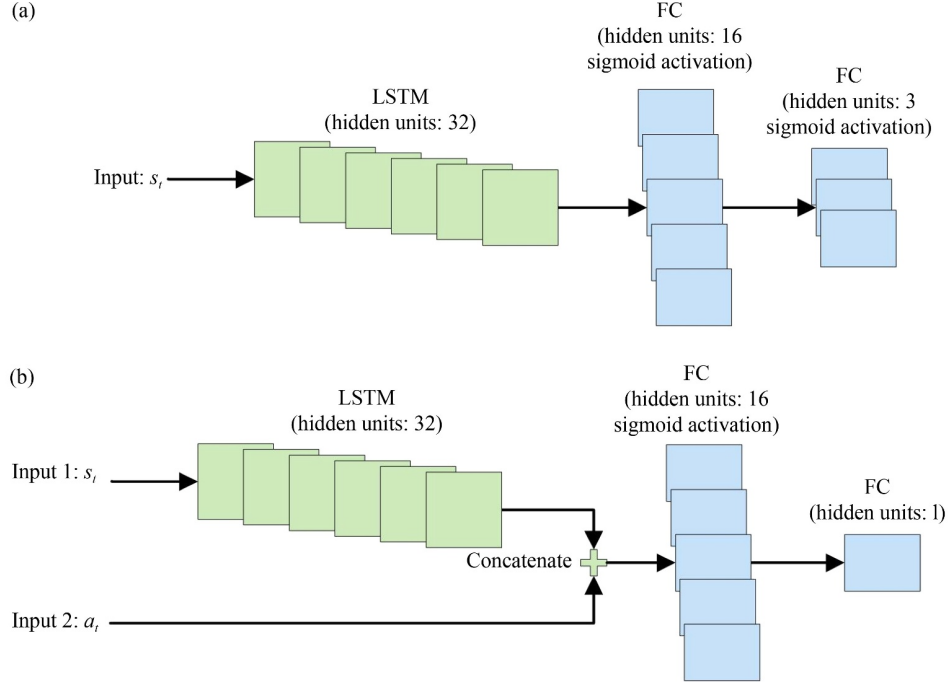 (a)
FC
(hidden units: 16
sigmoid activation)
FC
(hidden units: 3
sigmoid activation)
LSTM
(hidden units: 32)
Input: sₜ
(b)
FC
(hidden units: 16
sigmoid activation)
LSTM
(hidden units: 32)
Input 1: sₜ
FC
(hidden units: l)
Concatenate
Input 2: aₜ